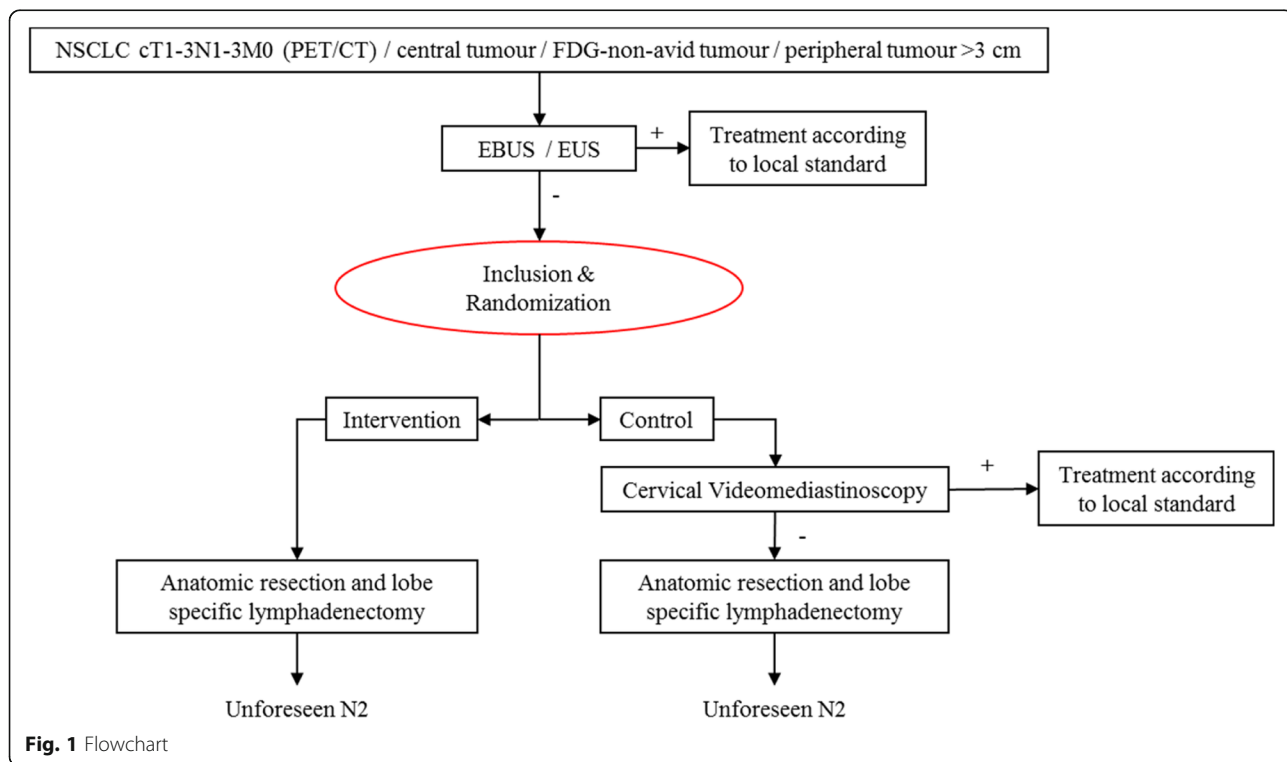 NSCLC cT1-3N1-3M0 (PET/CT) / central tumour / FDG-non-avid tumour / peripheral tumour >3 cm
EBUS / EUS
+
Treatment according
to local standard
-
Inclusion &
Randomization
Intervention
Control
Cervical Videomediastinoscopy
+
Treatment according
to local standard
-
Anatomic resection and lobe
specific lymphadenectomy
Anatomic resection and lobe
specific lymphadenectomy
Unforeseen N2
Unforeseen N2
Fig. 1 Flowchart